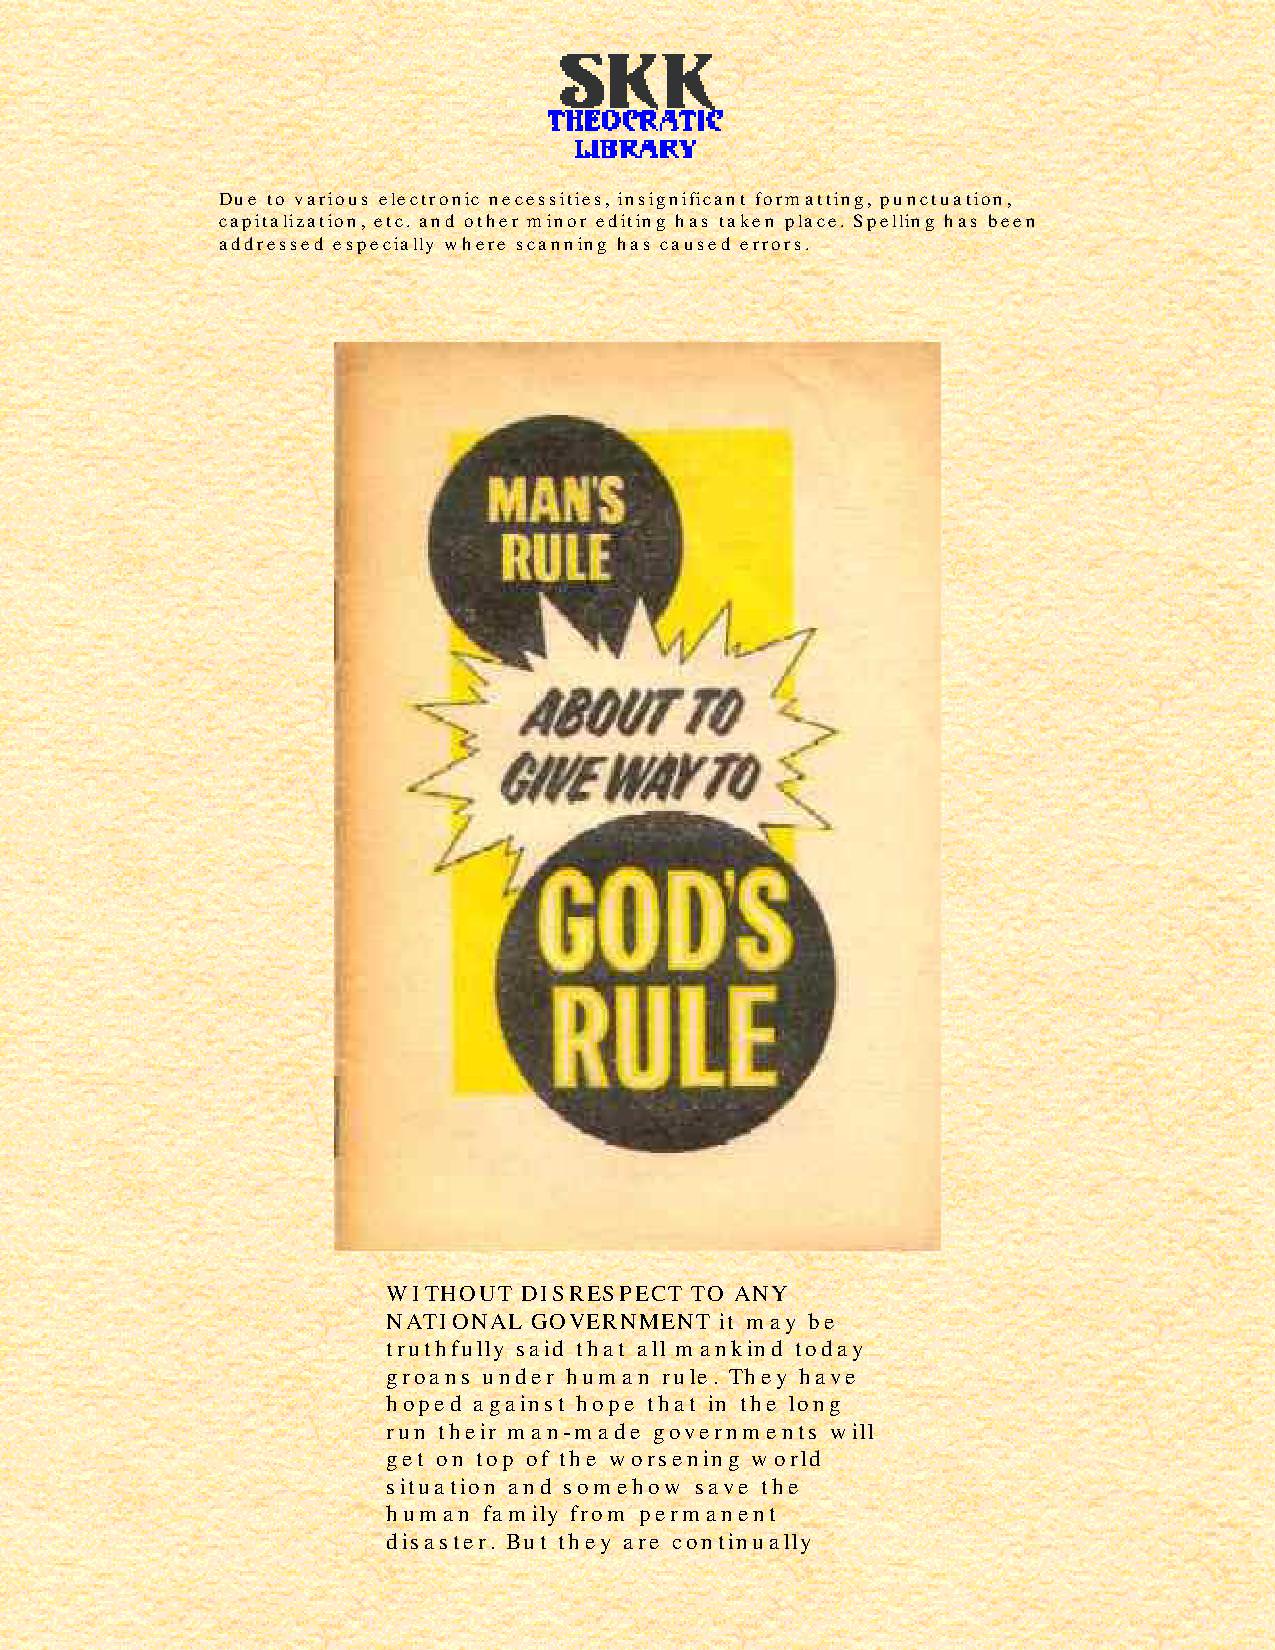 SKK
THEOCRATIC
LIBRARY
Due to various electronic necessities, insignificant formatting, punctuation,
capitalization, etc. and other minor editing has taken place. Spelling has been
addressed especially where scanning has caused errors.
MAN'S
RULE
ABOUT TO
GIVE WAY TO
GOD'S
RULE
WITHOUT DISRESPECT TO ANY
NATIONAL GOVERNMENT it may be
truthfully said that all mankind today
groans under human rule. They have
hoped against hope that in the long
run their man-made governments will
get on top of the worsening world
situation and somehow save the
human family from permanent
disaster. But they are continually